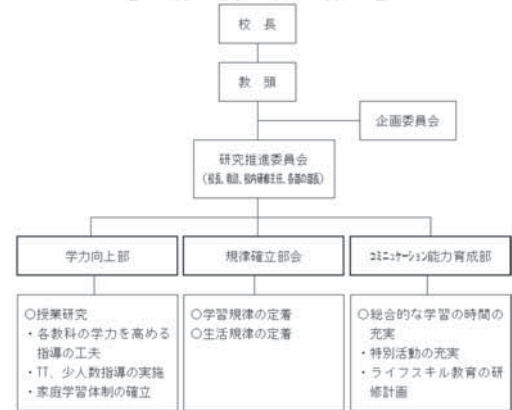 校長
教頭
企画委員会
研究推進委員会
(校長、教頭、校内研修主任、各部の部長)
学力向上部
規律確立部会
コミュニケーション能力育成部
○授業研究
・各教科の学力を高める
指導の工夫
・TT、少人数指導の実施
・家庭学習体制の確立
○学習規律の定着
○生活規律の定着
○総合的な学習の時間の
充実
・特別活動の充実
・ライフスキル教育の研
修計画